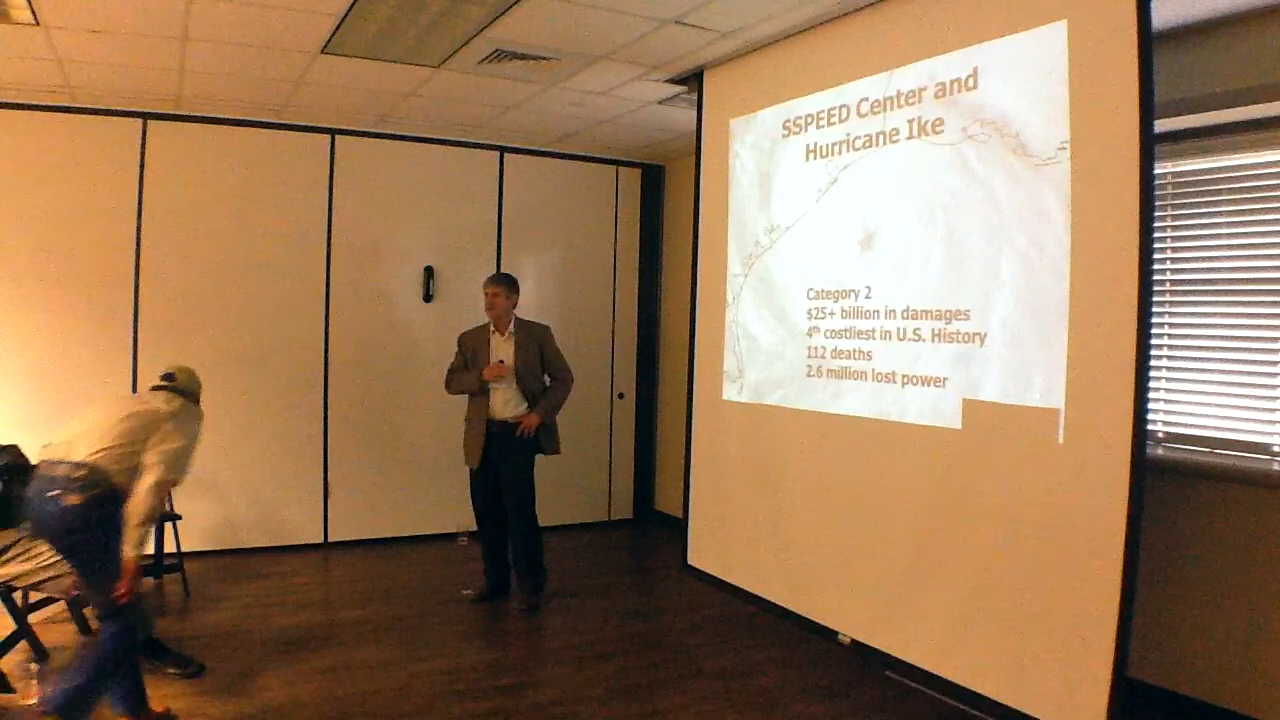 SSPEED Center and
Hurricane Ike
Category 2
$25+ billion in damages
4th costliest in U.S. History
112 deaths
2.6 million lost power